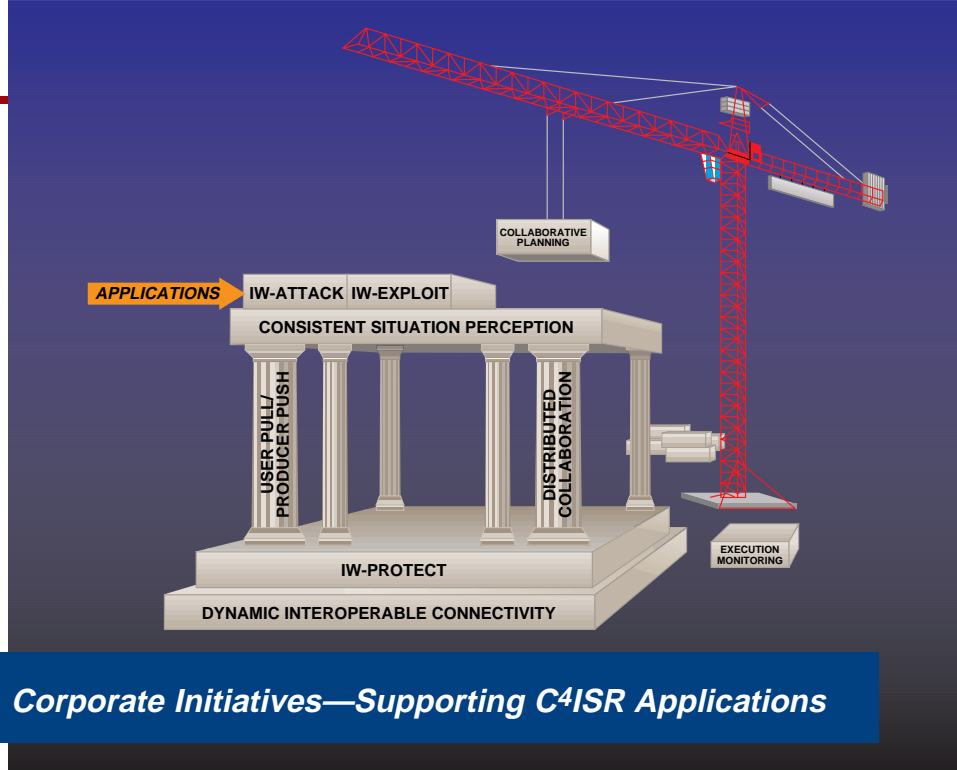 COLLABORATIVE
PLANNING
APPLICATIONS
IW-ATTACK
IW-EXPLOIT
CONSISTENT SITUATION PERCEPTION
USER PULL/
PRODUCER PUSH
DISTRIBUTED
COLLABORATION
EXECUTION
MONITORING
IW-PROTECT
DYNAMIC INTEROPERABLE CONNECTIVITY
Corporate Initiatives—Supporting C⁴ISR Applications